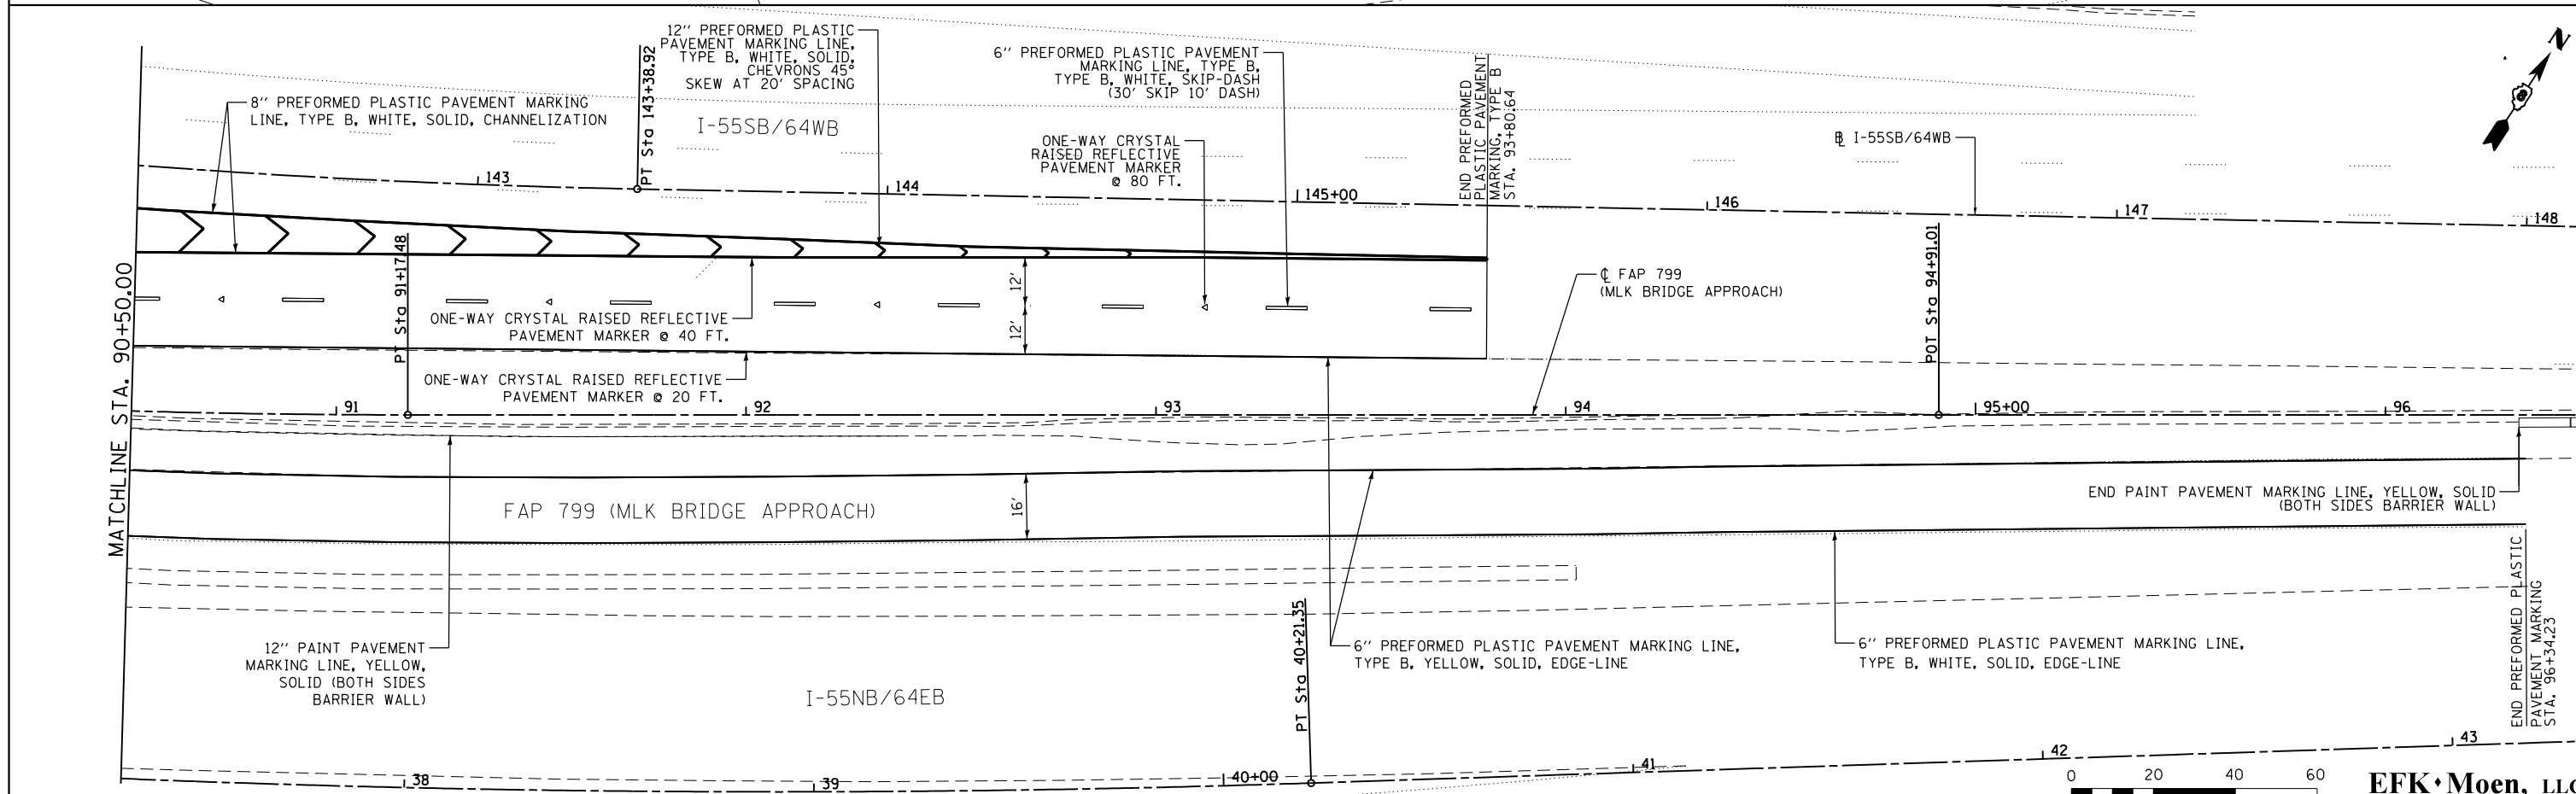 12" PREFORMED PLASTIC
PAVEMENT MARKING LINE,
TYPE B, WHITE, SOLID,
CHEVRONS 45°
SKEW AT 20' SPACING
6" PREFORMED PLASTIC PAVEMENT
MARKING LINE, TYPE B,
TYPE B, WHITE, SKIP-DASH
(30' SKIP 10' DASH)
N
8" PREFORMED PLASTIC PAVEMENT MARKING
LINE, TYPE B, WHITE, SOLID, CHANNELIZATION
PT Sta 143+38.92
I-55SB/64WB
ONE-WAY CRYSTAL
RAISED REFLECTIVE
PAVEMENT MARKER
@ 80 FT.
END PREFORMED
PLASTIC PAVEMENT
MARKING, TYPE B
STA. 93+80.64
℄ I-55SB/64WB
143
144
145+00
146
147
148
MATCHLINE STA. 90+50.00
PT Sta 91+17.48
12'
12'
ONE-WAY CRYSTAL RAISED REFLECTIVE
PAVEMENT MARKER @ 40 FT.
ONE-WAY CRYSTAL RAISED REFLECTIVE
PAVEMENT MARKER @ 20 FT.
℄ FAP 799
(MLK BRIDGE APPROACH)
POT Sta 94+91.01
91
92
93
94
95+00
96
FAP 799 (MLK BRIDGE APPROACH)
16'
END PAINT PAVEMENT MARKING LINE, YELLOW, SOLID
(BOTH SIDES BARRIER WALL)
12" PAINT PAVEMENT
MARKING LINE, YELLOW,
SOLID (BOTH SIDES
BARRIER WALL)
I-55NB/64EB
PT Sta 40+21.35
6" PREFORMED PLASTIC PAVEMENT MARKING LINE,
TYPE B, YELLOW, SOLID, EDGE-LINE
6" PREFORMED PLASTIC PAVEMENT MARKING LINE,
TYPE B, WHITE, SOLID, EDGE-LINE
END PREFORMED PLASTIC
PAVEMENT MARKING
STA. 96+34.23
38
39
40+00
41
42
43
0 20 40 60
EFK·Moen, LLC